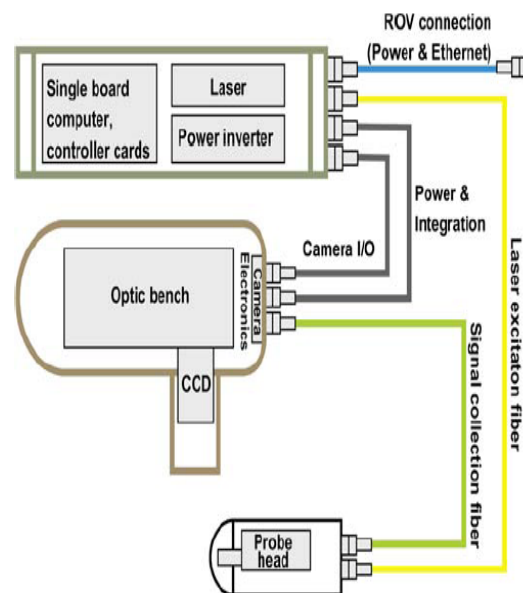 ROV connection
(Power & Ethernet)
Single board
computer,
controller cards
Laser
Power inverter
Power &
Integration
Camera I/O
Laser excitaton fiber
Optic bench
Camera
Electronics
CCD
Signal collection fiber
Probe
head